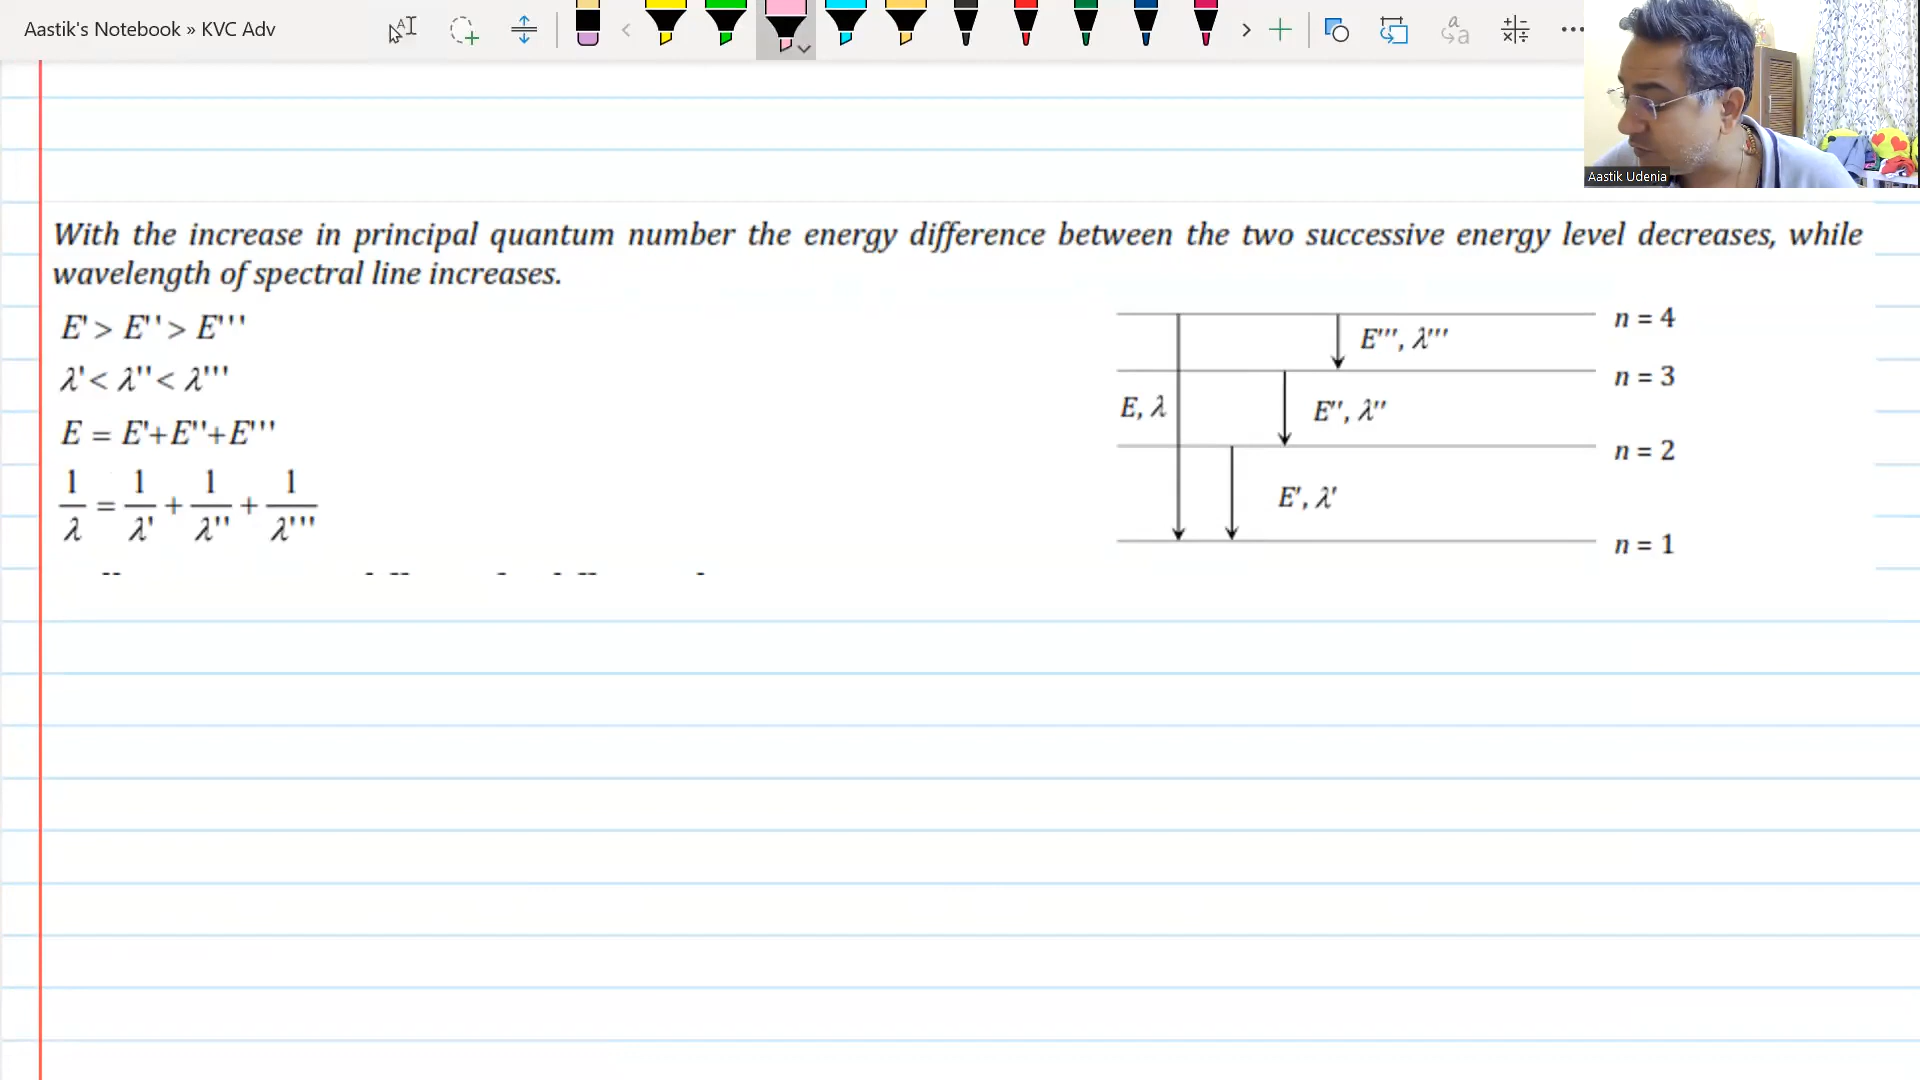 Aastik's Notebook » KVC Adv
Aastik Udenia
With the increase in principal quantum number the energy difference between the two successive energy level decreases, while
wavelength of spectral line increases.
E' > E'' > E'''
λ' < λ'' < λ'''
E = E'+E''+E'''
1/λ = 1/λ' + 1/λ'' + 1/λ'''
n = 4
E''', λ'''
n = 3
E, λ
E'', λ''
n = 2
E', λ'
n = 1